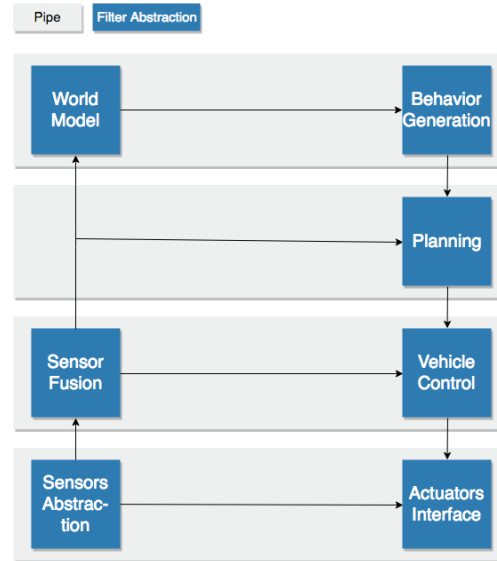 Pipe
Filter Abstraction
World
Model
Behavior
Generation
Planning
Sensor
Fusion
Vehicle
Control
Sensors
Abstrac-
tion
Actuators
Interface